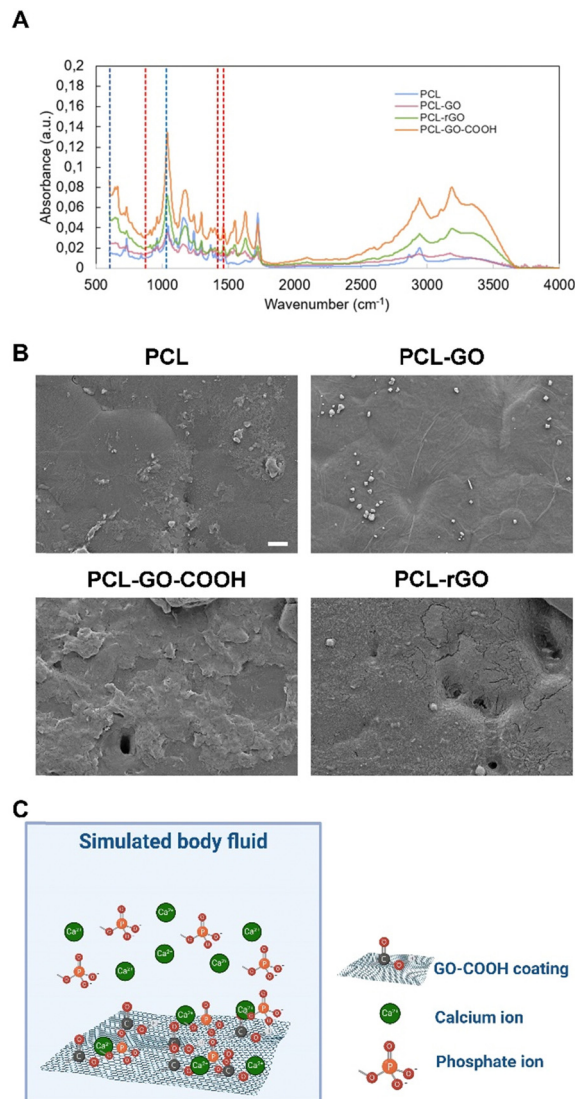 A
0,2
0,18
0,16
0,14
0,12
0,1
0,08
0,06
0,04
0,02
0
Absorbance (a.u.)
PCL
PCL-GO
PCL-rGO
PCL-GO-COOH
500 1000 1500 2000 2500 3000 3500 4000
Wavenumber (cm⁻¹)
B
PCL PCL-GO
PCL-GO-COOH PCL-rGO
C
Simulated body fluid
GO-COOH coating
Calcium ion
Phosphate ion